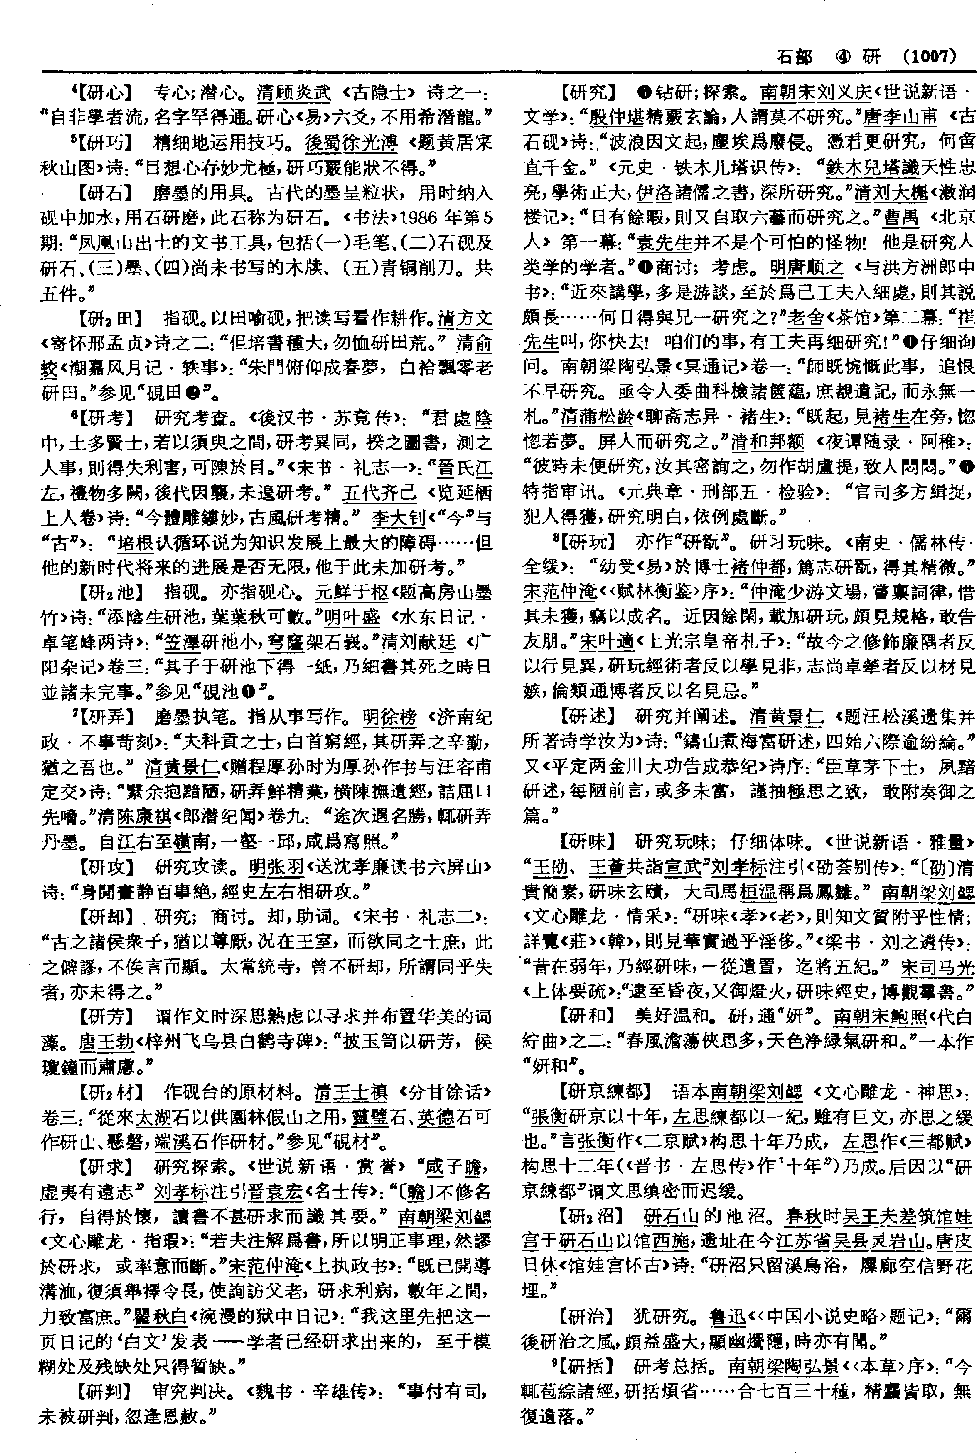 石部 ④ 研 (1007)
⁴【研心】 专心;潜心。清顾炎武《古隐士》诗之一:
“自非學者流,名字罕得通。研心《易》六爻,不用希潛龍。”
⁵【研巧】 精细地运用技巧。後蜀徐光溥《题黄居寀
秋山图》诗:“目想心存妙尤極,研巧覈能狀不得。”
【研石】 磨墨的用具。古代的墨呈粒状,用时纳入
砚中加水,用石研磨,此石称为研石。《书法》1986年第5
期:“凤凰山出土的文书工具,包括(一)毛笔、(二)石砚及
研石、(三)墨、(四)尚未书写的木牍、(五)青铜削刀。共
五件。”
【研₂田】 指砚。以田喻砚,把读写看作耕作。清方文
《寄怀邢孟贞》诗之二:“但培書種大,勿恤研田荒。”清俞
蛟《潮嘉风月记·轶事》:“朱門俯仰成春夢,白袷飄零老
研田。”参见“硯田❷”。
⁶【研考】 研究考查。《後汉书·苏竟传》:“君處陰
中,土多賢士,若以須臾之間,研考異同,揆之圖書,測之
人事,則得失利害,可陳於目。”《宋书·礼志一》:“晉氏江
左,禮物多闕,後代因襲,未遑研考。”五代齐己《览延栖
上人卷》诗:“今體雕鏤妙,古風研考精。”李大钊《“今”与
“古”》:“培根认循环说为知识发展上最大的障碍……但
他的新时代将来的进展是否无限,他于此未加研考。”
【研₂池】 指砚。亦指砚心。元鲜于枢《题高房山墨
竹》诗:“添陰生研池,葉葉秋可數。”明叶盛《水东日记·
卓笔峰两诗》:“笠澤研池小,穹窿架石峩。”清刘献廷《广
阳杂记》卷三:“其子于研池下得一纸,乃細書其死之時日
並諸未完事。”参见“硯池❶”。
⁷【研弄】 磨墨执笔。指从事写作。明徐榜《济南纪
政·不事苛刻》:“夫科貢之士,白首窮經,其研弄之辛勤,
猶之吾也。”清黄景仁《赠程厚孙时为厚孙作书与汪容甫
定交》诗:“繄余抱黯陋,研弄鮮精葉,横陳撫遺經,詰屈口
先噤。”清陈康祺《郎潜纪闻》卷九:“途次遇名勝,輒研弄
丹墨。自江右至嶺南,一壑一邱,咸爲寫照。”
【研攻】 研究攻读。明张羽《送沈孝廉读书六屏山》
诗:“身閒晝静百事絶,經史左右相研攻。”
【研却】 研究;商讨。却,助词。《宋书·礼志二》:
“古之諸侯衆子,猶以尊厭,况在王室,而欲同之士庶,此
之僻謬,不俟言而顯。太常統寺,曾不研却,所謂同乎失
者,亦未得之。”
【研芳】 谓作文时深思熟虑以寻求并布置华美的词
藻。唐王勃《梓州飞乌县白鹤寺碑》:“披玉筍以研芳,候
瓊鐘而肅慮。”
【研₂材】 作砚台的原材料。清王士禛《分甘馀话》
卷三:“從來太湖石以供園林假山之用,靈璧石、英德石可
作研山、懸磬,端溪石作研材。”参见“硯材”。
【研求】 研究探索。《世说新语·赏誉》“咸子瞻,
虚夷有遠志”刘孝标注引晋袁宏《名士传》:“〔瞻〕不修名
行,自得於懷,讀書不甚研求而識其要。”南朝梁刘勰
《文心雕龙·指瑕》:“若夫注解爲書,所以明正事理,然謬
於研求,或率意而斷。”宋范仲淹《上执政书》:“既已開導
溝洫,復須舉擇令長,使詢訪父老,研求利病,數年之間,
力致富庶。”瞿秋白《涴漫的狱中日记》:“我这里先把这一
页日记的‘白文’发表——学者已经研求出来的,至于模
糊处及残缺处只得暂缺。”
【研判】 审究判决。《魏书·辛雄传》:“事付有司,
未被研判,忽逢恩赦。”
【研究】 ❶钻研;探索。南朝宋刘义庆《世说新语·
文学》:“殷仲堪精覈玄論,人謂莫不研究。”唐李山甫《古
石砚》诗:“波浪因文起,塵埃爲廢侵。憑君更研究,何啻
直千金。”《元史·铁木儿塔识传》:“鐵木兒塔識天性忠
亮,學術正大,伊洛諸儒之書,深所研究。”清刘大櫆《漱润
楼记》:“日有餘暇,則又自取六藝而研究之。”曹禺《北京
人》第一幕:“袁先生并不是个可怕的怪物!他是研究人
类学的学者。”❷商讨;考虑。明唐顺之《与洪方洲郎中
书》:“近來講學,多是游談,至於爲己工夫入細處,則其説
頗長……何日得與兄一研究之?”老舍《茶馆》第二幕:“崔
先生叫,你快去!咱们的事,有工夫再细研究!”❸仔细询
问。南朝梁陶弘景《冥通记》卷一:“師既惋慨此事,追恨
不早研究。亟令人委曲科檢諸篋蘊,庶覩遺記,而永無一
札。”清蒲松龄《聊斋志异·褚生》:“既起,見褚生在旁,惚
惚若夢。屏人而研究之。”清和邦额《夜谭随录·阿稚》:
“彼時未便研究,汝其密詢之,勿作胡盧提,致人悶悶。”❹
特指审讯。《元典章·刑部五·检验》:“官司多方緝捉,
犯人得獲,研究明白,依例處斷。”
⁸【研玩】 亦作“研翫”。研习玩味。《南史·儒林传·
全缓》:“幼受《易》於博士褚仲都,篤志研翫,得其精微。”
宋范仲淹《〈赋林衡鉴〉序》:“仲淹少游文場,嘗稟詞律,惜
其未獲,竊以成名。近因餘閑,載加研玩,頗見規格,敢告
友朋。”宋叶適《上光宗皇帝札子》:“故今之修飾廉隅者反
以行見異,研玩經術者反以學見非,志尚卓犖者反以材見
嫉,倫類通博者反以名見忌。”
【研述】 研究并阐述。清黄景仁《题汪松溪遗集并
所著诗学汝为》诗:“鑄山煮海富研述,四始六際逾紛綸。”
又《平定两金川大功告成恭纪》诗序:“臣草茅下士,夙黯
研述,每陋前言,或多未富,謹抽極思之致,敢附奏御之
篇。”
【研味】 研究玩味;仔细体味。《世说新语·雅量》
“王劭、王薈共詣宣武”刘孝标注引《劭荟别传》:“〔劭〕清
貴簡素,研味玄賾,大司馬桓温稱爲鳳雛。”南朝梁刘勰
《文心雕龙·情采》:“研味《孝》《老》,則知文質附乎性情;
詳覽《莊》《韓》,則見華實過乎淫侈。”《梁书·刘之遴传》:
“昔在弱年,乃經研味,一從遺置,迄將五紀。”宋司马光
《上体要疏》:“逮至昏夜,又御燈火,研味經史,博觀羣書。”
【研和】 美好温和。研,通“妍”。南朝宋鲍照《代白
紵曲》之二:“春風澹蕩俠思多,天色浄緑氣研和。”一本作
“妍和”。
【研京練都】 语本南朝梁刘勰《文心雕龙·神思》:
“張衡研京以十年,左思練都以一紀,雖有巨文,亦思之缓
也。”言张衡作《二京赋》构思十年乃成,左思作《三都赋》
构思十二年(《晋书·左思传》作“十年”)乃成。后因以“研
京練都”谓文思缜密而迟缓。
【研₂沼】 研石山的池沼。春秋时吴王夫差筑馆娃
宫于研石山以馆西施,遗址在今江苏省吴县灵岩山。唐皮
日休《馆娃宫怀古》诗:“研沼只留溪鳥浴,屧廊空信野花
埋。”
【研治】 犹研究。鲁迅《〈中国小说史略〉题记》:“爾
後研治之風,頗益盛大,顯幽燭隱,時亦有聞。”
⁹【研括】 研考总括。南朝梁陶弘景《〈本草〉序》:“今
輒苞綜諸經,研括煩省……合七百三十種,精麤皆取,無
復遺落。”